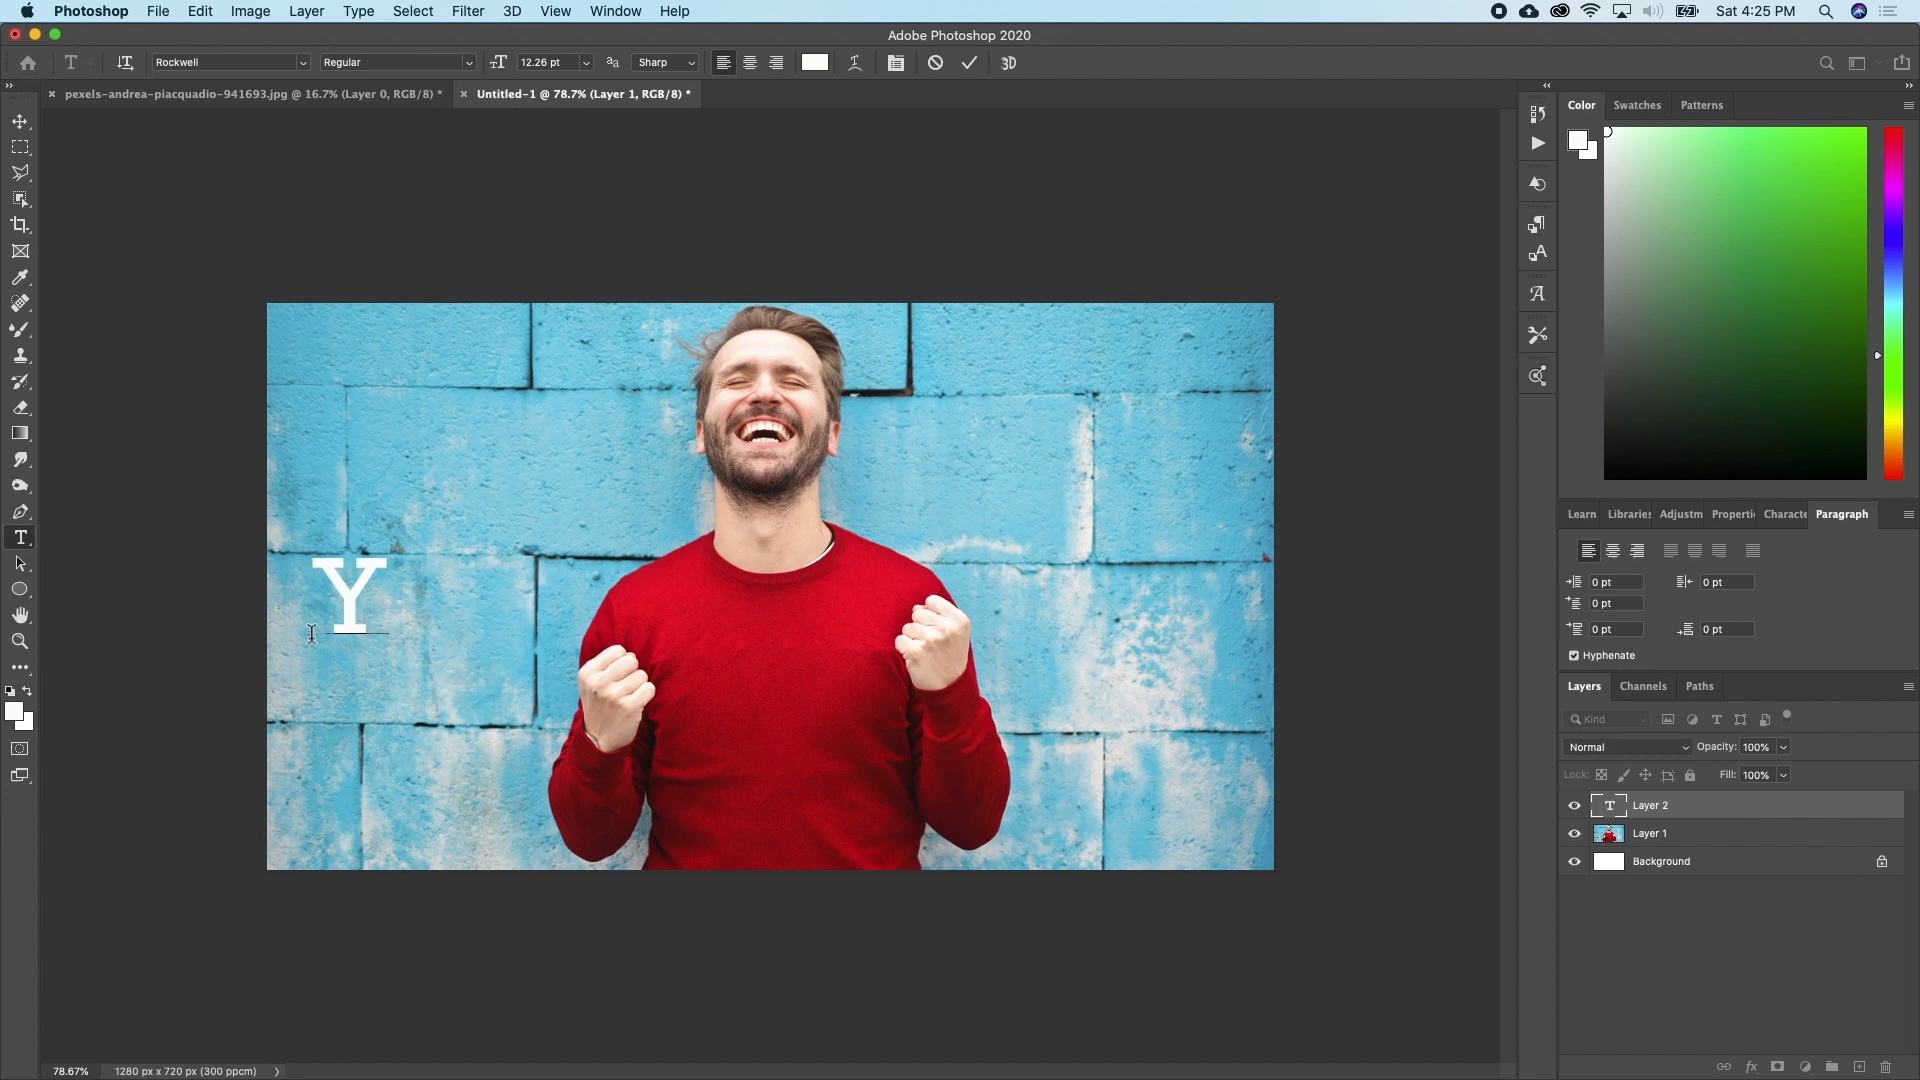 Photoshop File Edit Image Layer Type Select Filter 3D View Window Help Sat 4:25 PM
Adobe Photoshop 2020
Rockwell Regular 12.26 pt Sharp 3D
pexels-andrea-piacquadio-941693.jpg @ 16.7% (Layer 0, RGB/8) * Untitled-1 @ 78.7% (Layer 1, RGB/8) *
Color Swatches Patterns
Learn Libraries Adjustm Properti Characte Paragraph
0 pt 0 pt
0 pt
0 pt 0 pt
Hyphenate
Y
Layers Channels Paths
Kind
Normal Opacity: 100%
Lock: Fill: 100%
T Layer 2
Layer 1
Background
78.67% 1280 px x 720 px (300 ppcm)